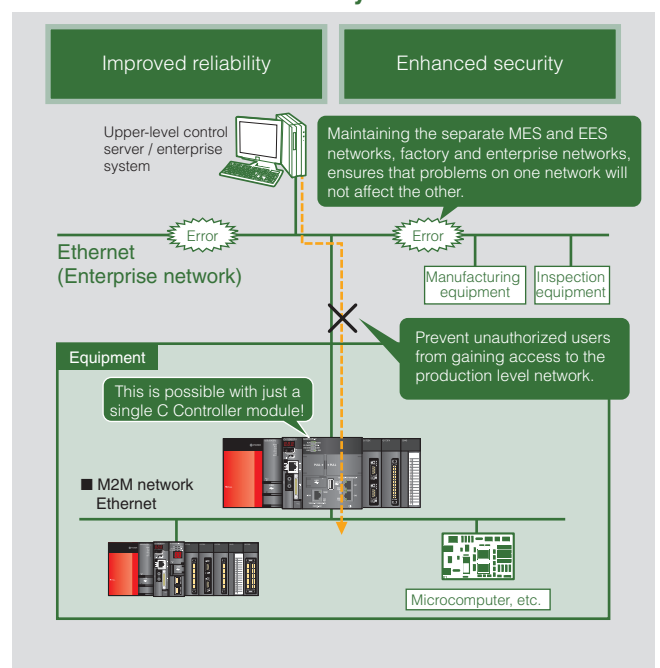 Improved reliability
Enhanced security
Upper-level control
server / enterprise
system
Maintaining the separate MES and EES
networks, factory and enterprise networks,
ensures that problems on one network will
not affect the other.
Error
Error
Ethernet
(Enterprise network)
Manufacturing
equipment
Inspection
equipment
Prevent unauthorized users
from gaining access to the
production level network.
Equipment
This is possible with just a
single C Controller module!
■ M2M network
Ethernet
Microcomputer, etc.